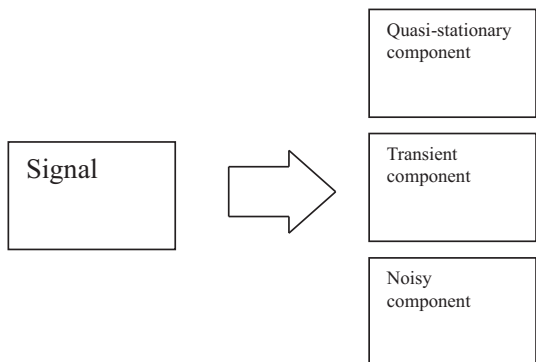 Signal
Quasi-stationary
component
Transient
component
Noisy
component